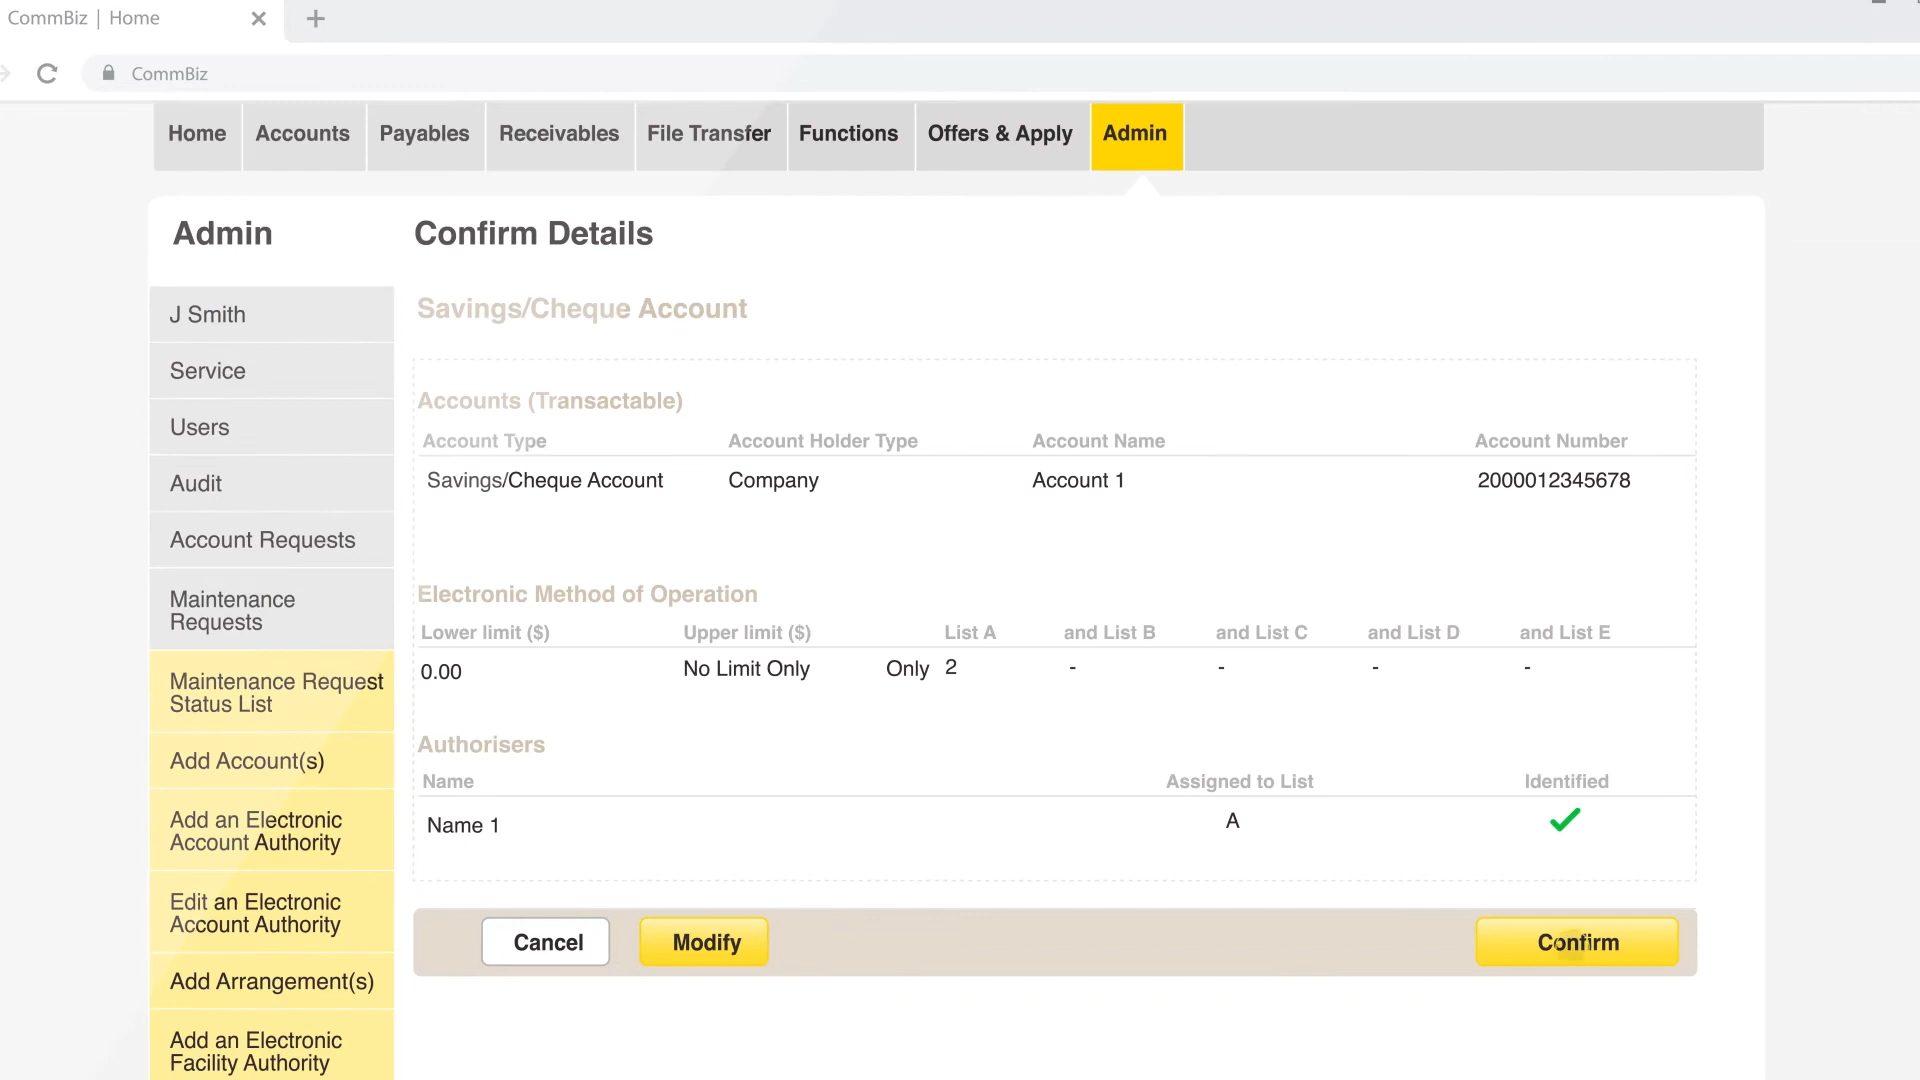 CommBiz | Home
CommBiz
Home Accounts Payables Receivables File Transfer Functions Offers & Apply Admin
Admin
J Smith
Service
Users
Audit
Account Requests
Maintenance
Requests
Maintenance Request
Status List
Add Account(s)
Add an Electronic
Account Authority
Edit an Electronic
Account Authority
Add Arrangement(s)
Add an Electronic
Facility Authority
Confirm Details
Savings/Cheque Account
Accounts (Transactable)
Account Type Account Holder Type Account Name Account Number
Savings/Cheque Account Company Account 1 2000012345678
Electronic Method of Operation
Lower limit ($) Upper limit ($) List A and List B and List C and List D and List E
0.00 No Limit Only Only 2 - - - -
Authorisers
Name Assigned to List Identified
Name 1 A
Cancel Modify Confirm